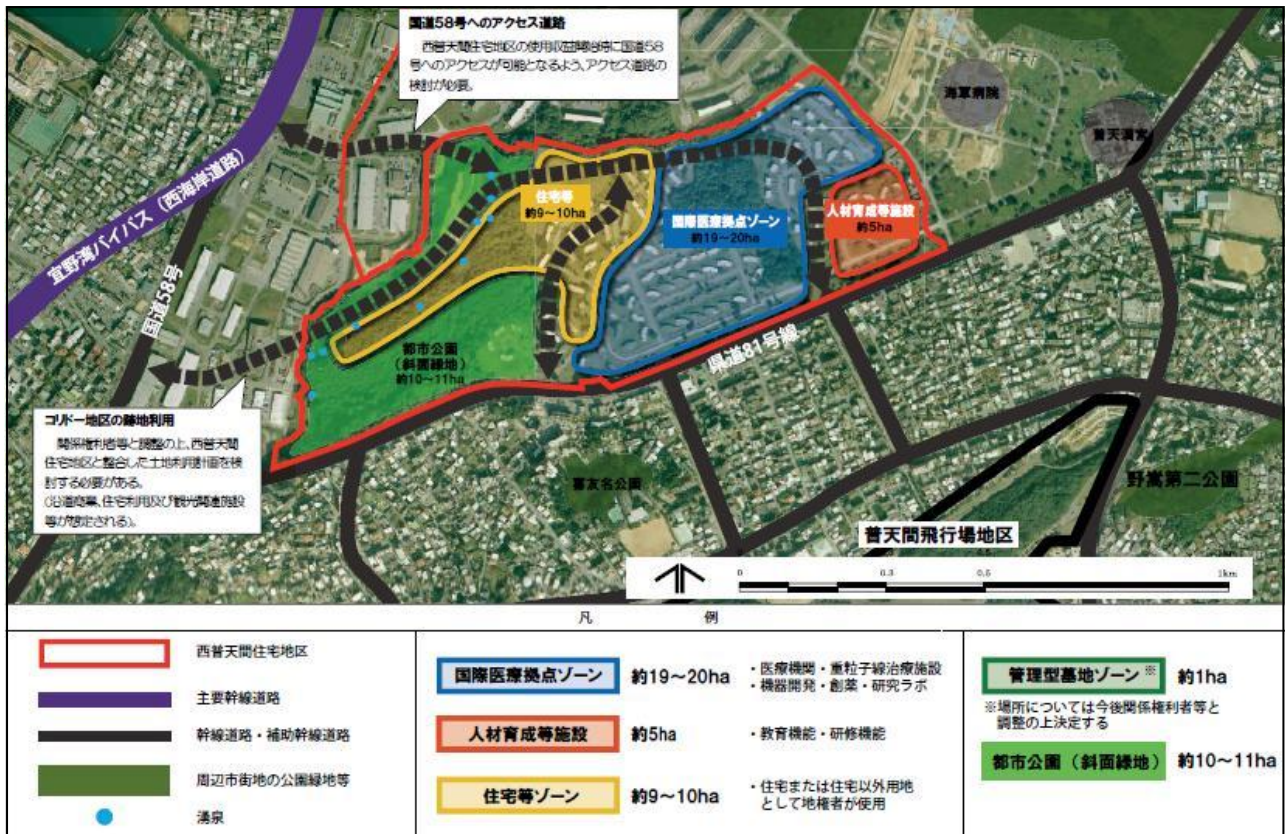 国道58号へのアクセス道路
西普天間住宅地区の使用収益開始時に国道58
号へのアクセスが可能となるよう、アクセス道路の
検討が必要。
海軍病院
普天満宮
宜野湾バイパス（西海岸道路）
国道58号
住宅等
約9～10ha
国際医療拠点ゾーン
約19～20ha
人材育成等施設
約5ha
都市公園
（斜面緑地）
約10～11ha
県道81号線
コリドー地区の跡地利用
関係権利者等と調整の上、西普天間
住宅地区と整合した土地利用計画を検
討する必要がある。
（沿道商業、住宅利用及び観光関連施設
等が想定される）。
喜友名公園
野嵩第二公園
普天間飛行場地区
0
0.3
0.5
1km
凡 例
西普天間住宅地区
主要幹線道路
幹線道路・補助幹線道路
周辺市街地の公園緑地等
湧泉
国際医療拠点ゾーン 約19～20ha
・医療機関・重粒子線治療施設
・機器開発・創薬・研究ラボ
人材育成等施設 約5ha ・教育機能・研修機能
住宅等ゾーン 約9～10ha
・住宅または住宅以外用地
として地権者が使用
管理型墓地ゾーン※ 約1ha
※場所については今後関係権利者等と
調整の上決定する
都市公園（斜面緑地） 約10～11ha